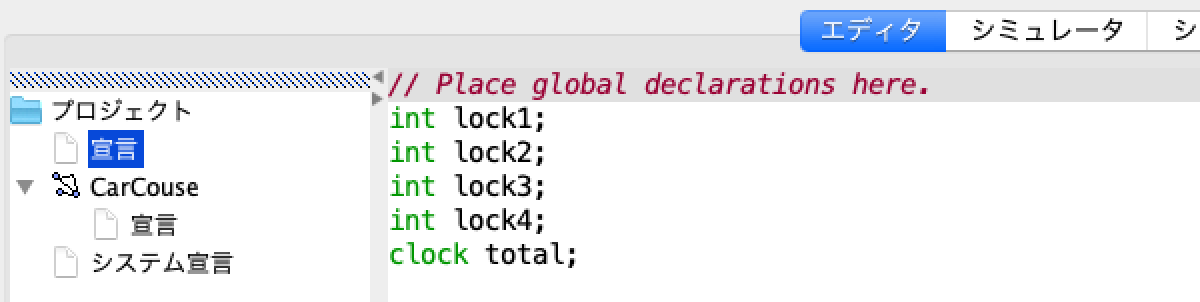 エディタ シミュレータ シ
プロジェクト
宣言
CarCouse
宣言
システム宣言
// Place global declarations here.
int lock1;
int lock2;
int lock3;
int lock4;
clock total;